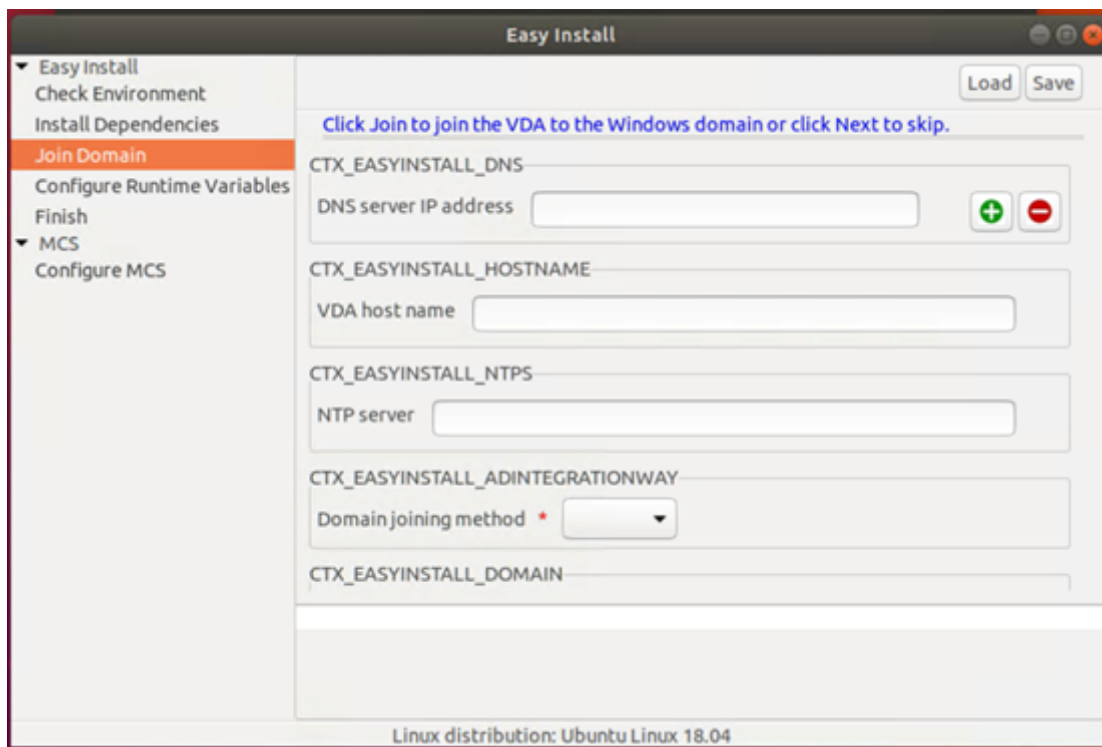 Easy Install
Easy Install
Check Environment
Install Dependencies
Join Domain
Configure Runtime Variables
Finish
MCS
Configure MCS
Load Save
Click Join to join the VDA to the Windows domain or click Next to skip.
CTX_EASYINSTALL_DNS
DNS server IP address
CTX_EASYINSTALL_HOSTNAME
VDA host name
CTX_EASYINSTALL_NTPS
NTP server
CTX_EASYINSTALL_ADINTEGRATIONWAY
Domain joining method *
CTX_EASYINSTALL_DOMAIN
Linux distribution: Ubuntu Linux 18.04